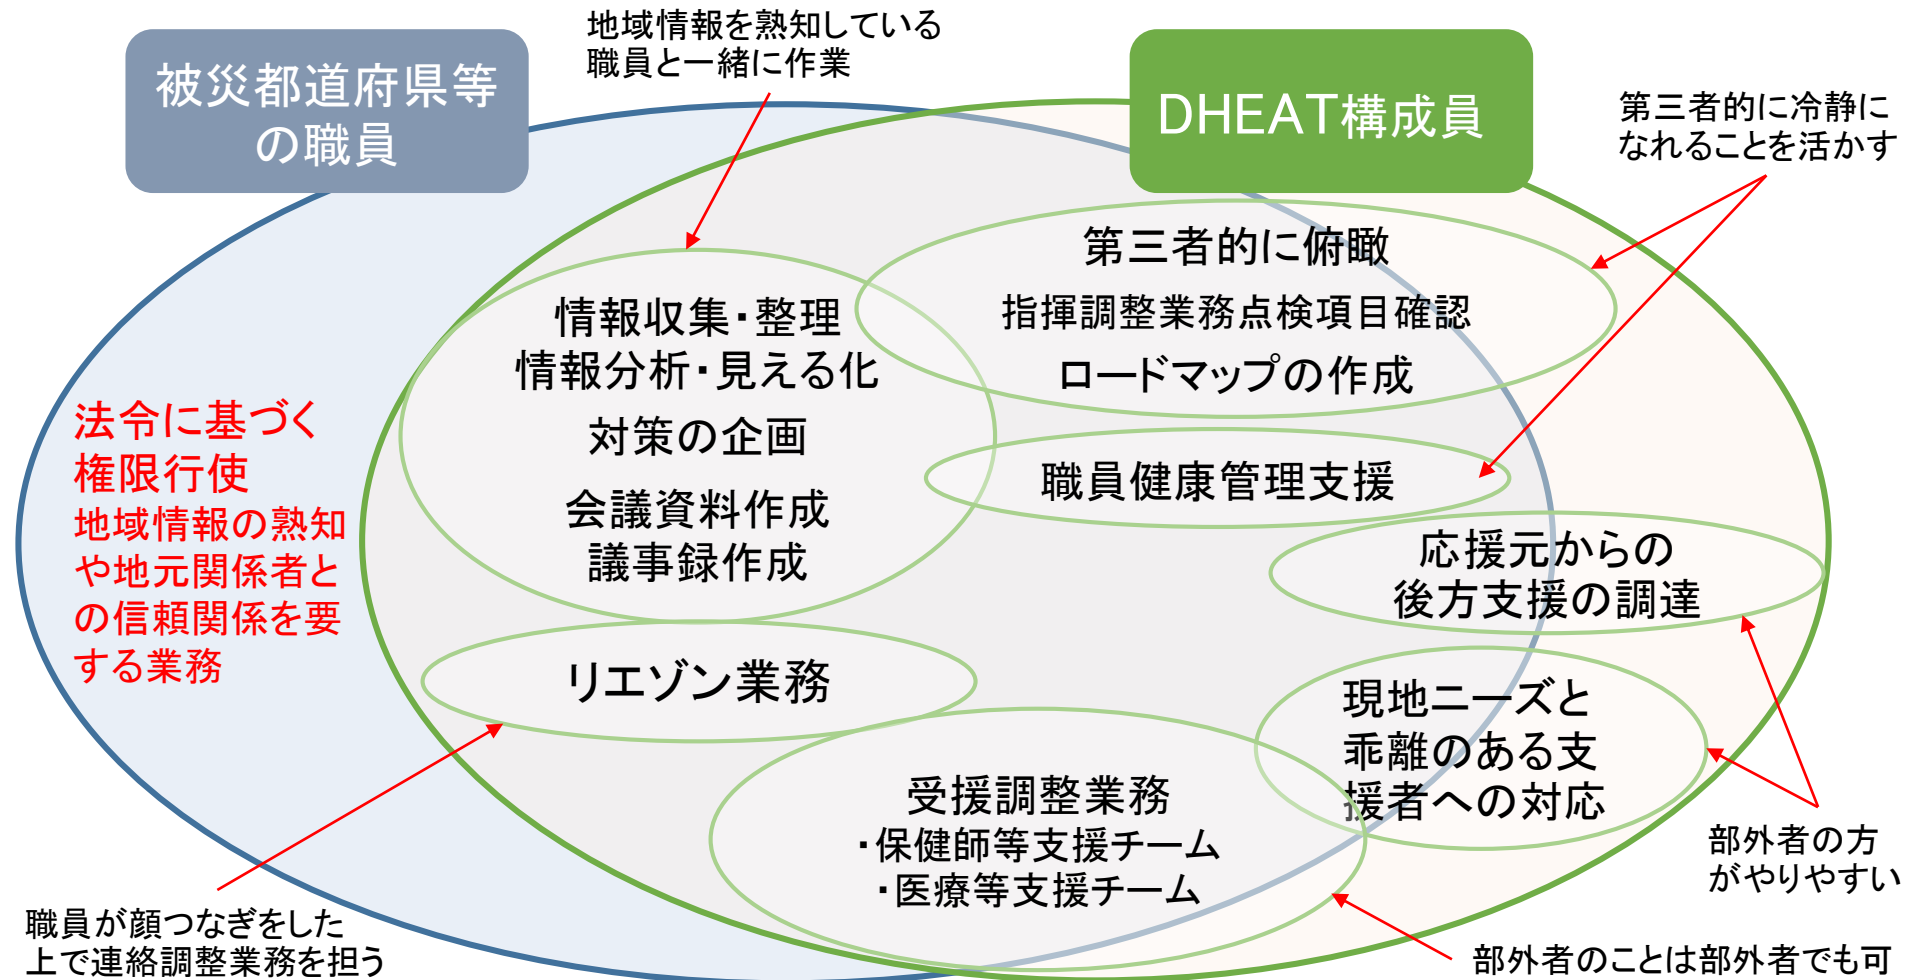 地域情報を熟知している
職員と一緒に作業
被災都道府県等
の職員
DHEAT構成員
第三者的に冷静に
なれることを活かす
第三者的に俯瞰
指揮調整業務点検項目確認
ロードマップの作成
情報収集・整理
情報分析・見える化
対策の企画
会議資料作成
議事録作成
法令に基づく
権限行使
地域情報の熟知
や地元関係者と
の信頼関係を要
する業務
職員健康管理支援
応援元からの
後方支援の調達
リエゾン業務
現地ニーズと
乖離のある支
援者への対応
受援調整業務
・保健師等支援チーム
・医療等支援チーム
部外者の方
がやりやすい
職員が顔つなぎをした
上で連絡調整業務を担う
部外者のことは部外者でも可